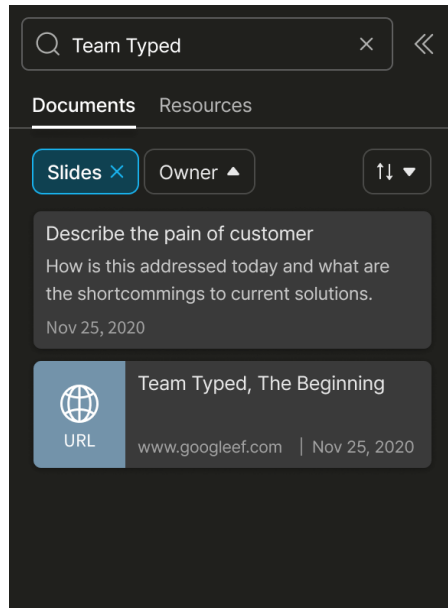 Team Typed
Documents Resources
Slides Owner
Describe the pain of customer
How is this addressed today and what are
the shortcommings to current solutions.
Nov 25, 2020
Team Typed, The Beginning
URL
www.googleef.com | Nov 25, 2020